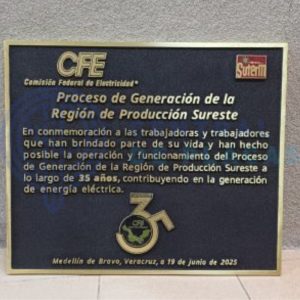 CFE
Suterm
Comisión Federal de Electricidad®
Proceso de Generación de la
Región de Producción Sureste
En conmemoración a las trabajadoras y trabajadores
que han brindado parte de su vida y han hecho
posible la operación y funcionamiento del Proceso
de Generación de la Región de Producción Sureste a
lo largo de 35 años, contribuyendo en la generación
de energía eléctrica.
35
CFE
Medellín de Bravo, Veracruz, a 19 de junio de 2025